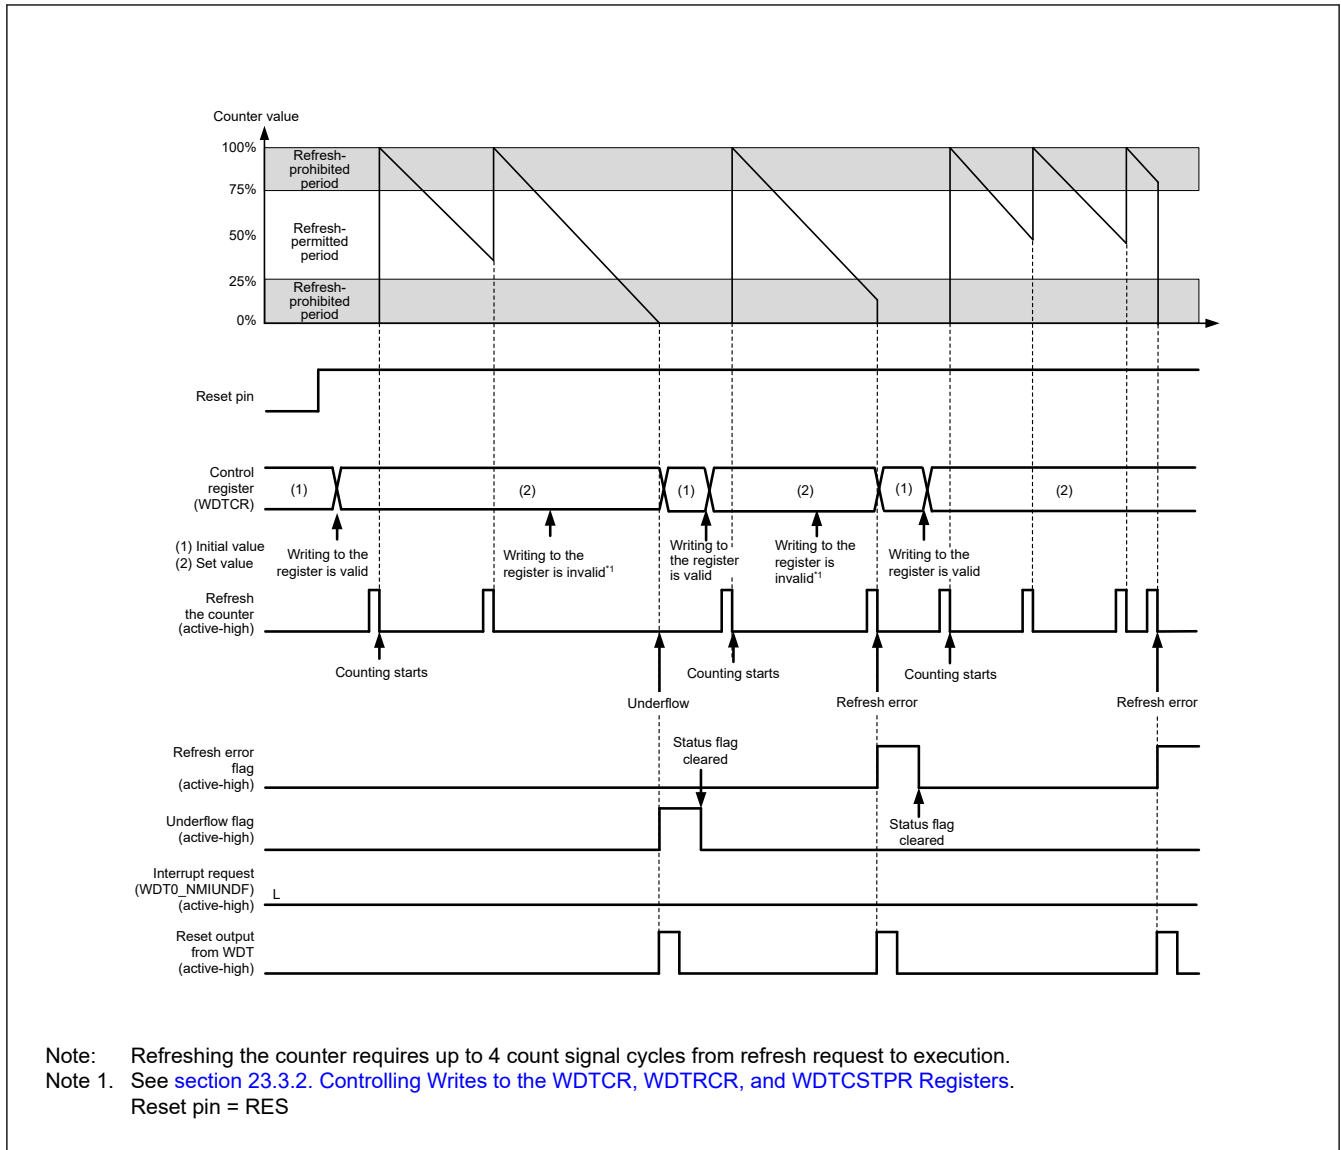 Counter value
100%
Refresh-
prohibited
period
75%
50%
Refresh-
permitted
period
25%
Refresh-
prohibited
period
0%
Reset pin
Control
register
(WDTCR)
(1)
(2)
(1)
(2)
(1)
(2)
(1) Initial value
(2) Set value
Writing to the
register is valid
Writing to the
register is invalid*1
Writing to
the register
is valid
Writing to the
register is
invalid*1
Writing to the
register is valid
Refresh
the counter
(active-high)
Counting starts
Counting starts
Counting starts
Underflow
Refresh error
Refresh error
Refresh error
flag
(active-high)
Status flag
cleared
Underflow flag
(active-high)
Status flag
cleared
Interrupt request
(WDT0_NMIUNDF)
(active-high)
L
Reset output
from WDT
(active-high)
Note: Refreshing the counter requires up to 4 count signal cycles from refresh request to execution.
Note 1. See section 23.3.2. Controlling Writes to the WDTCR, WDTRCR, and WDTCSTPR Registers.
Reset pin = RES